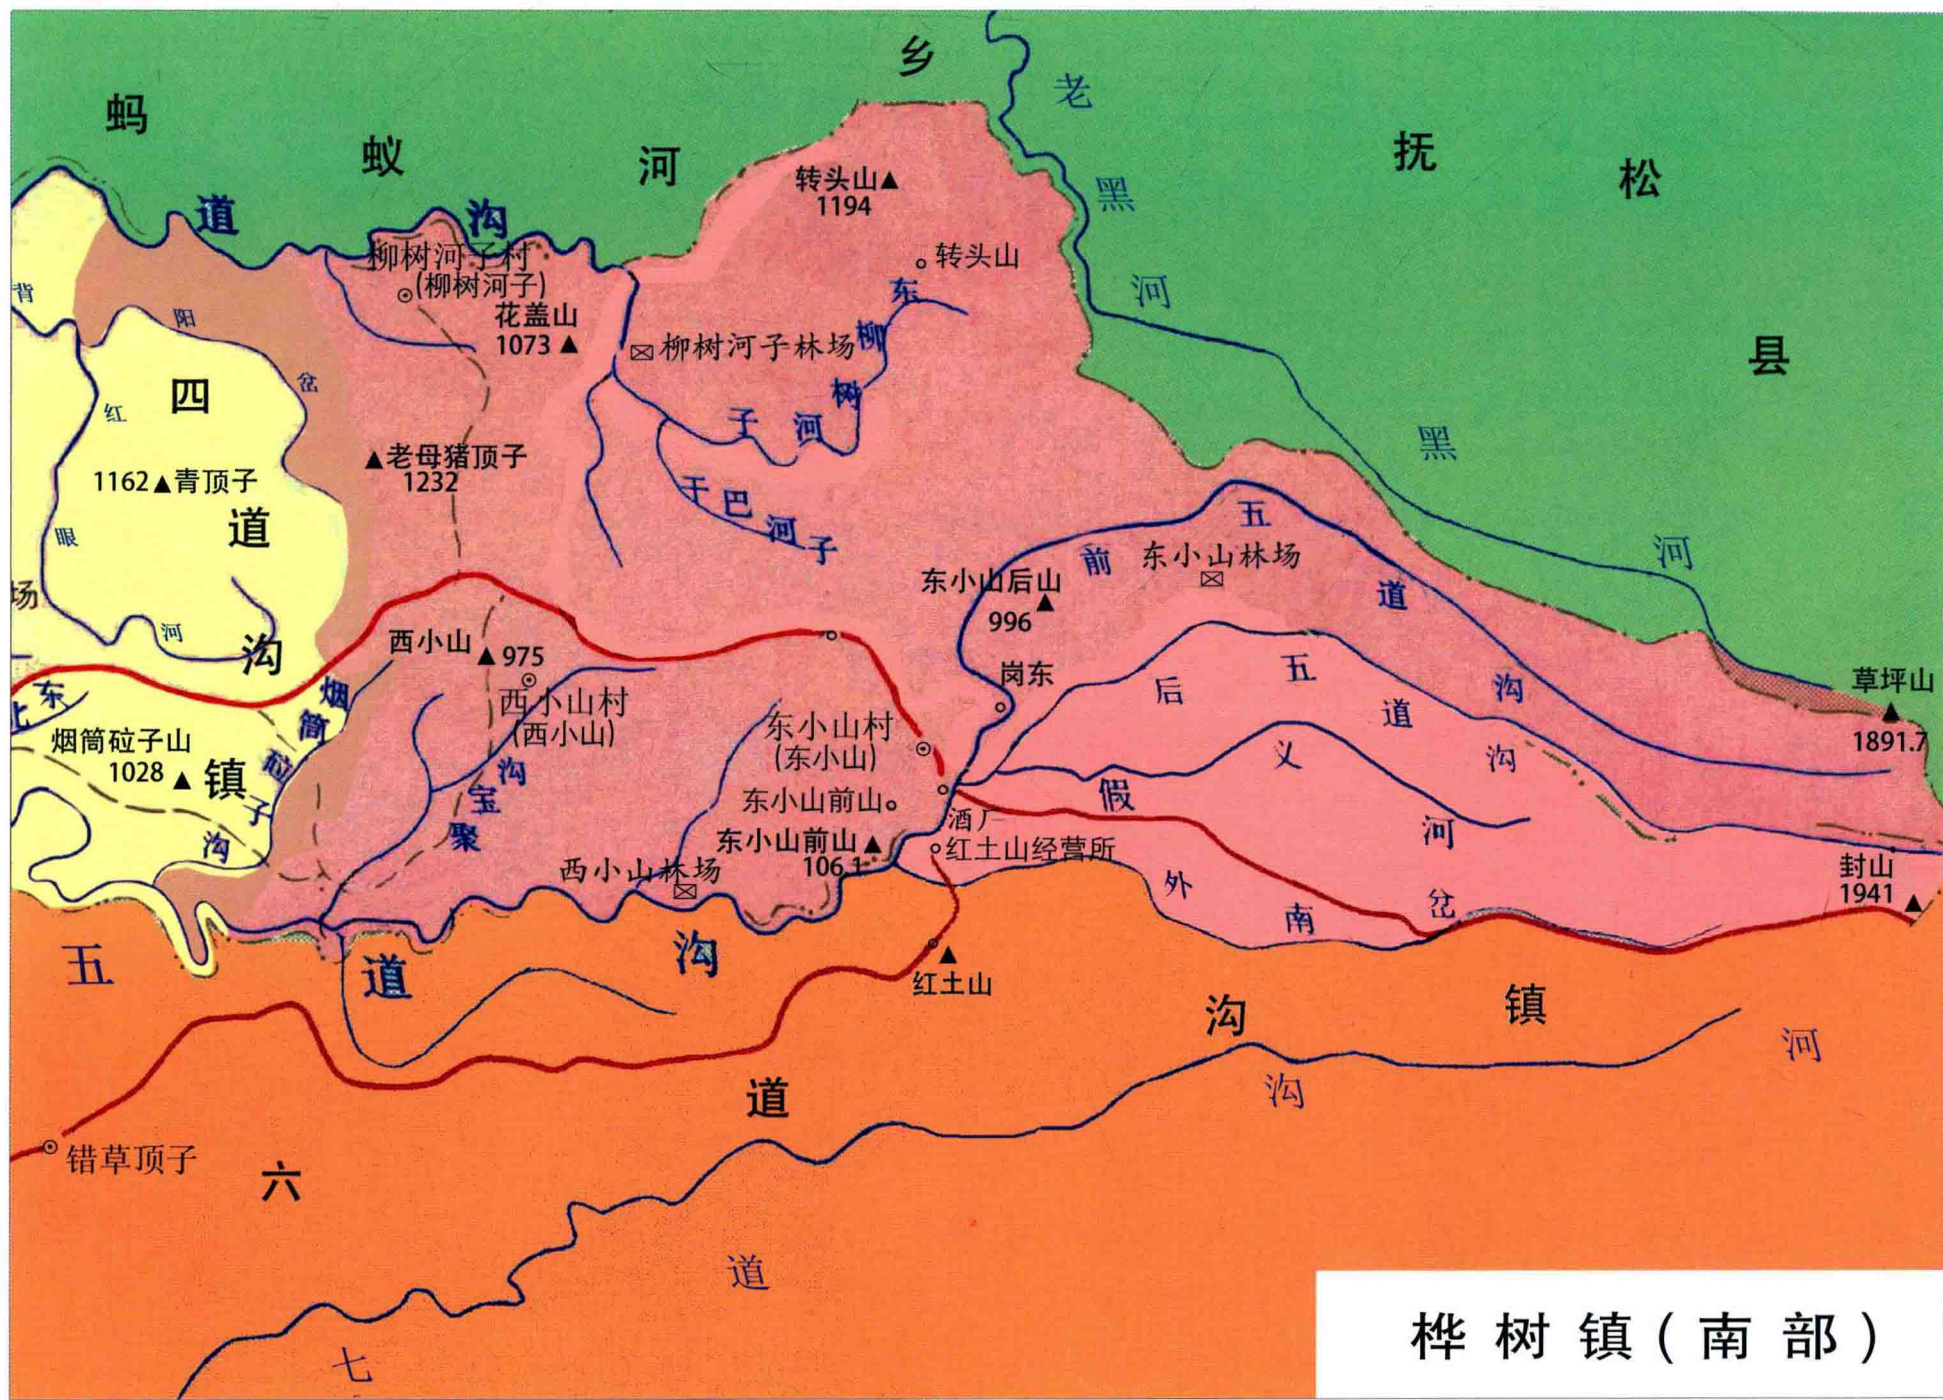 蚂蚁河乡
抚松县
老黑河
黑河
道沟
转头山
1194
转头山
柳树河子村
(柳树河子)
花盖山
1073
柳树河子林场
东柳树河子
干巴河子
背阳岔
红眼河
四道沟镇
1162 青顶子
老母猪顶子
1232
场
东小山后山
996
东小山林场
前五道沟
岗东
后五道沟
假义河
外南岔
草坪山
1891.7
封山
1941
西小山
975
西小山村
(西小山)
聚宝沟
东
北
烟筒砬子山
1028
烟筒砬子沟
东小山村
(东小山)
东小山前山
东小山前山
106.1
酒厂
红土山经营所
西小山林场
五道沟
红土山
六道沟镇
错草顶子
七道沟河
桦树镇(南部)